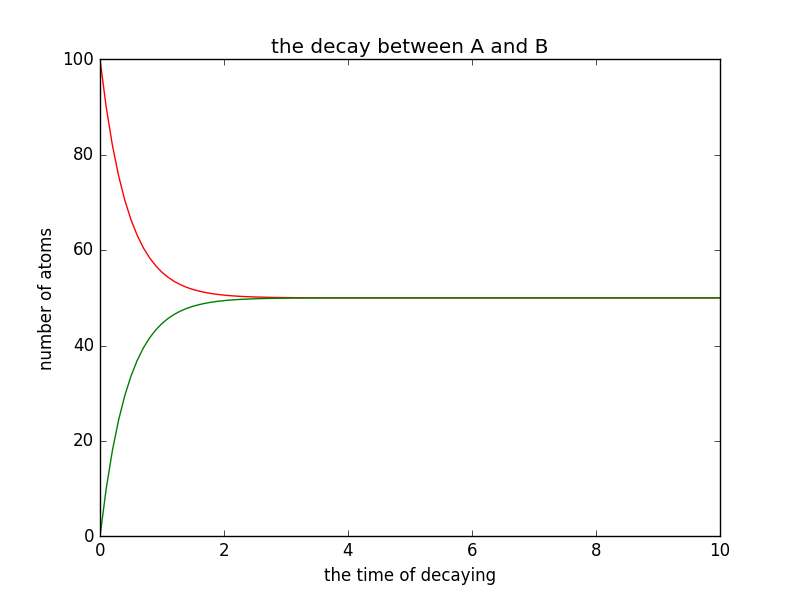 the decay between A and B
100
80
60
40
20
0
number of atoms
0 2 4 6 8 10
the time of decaying